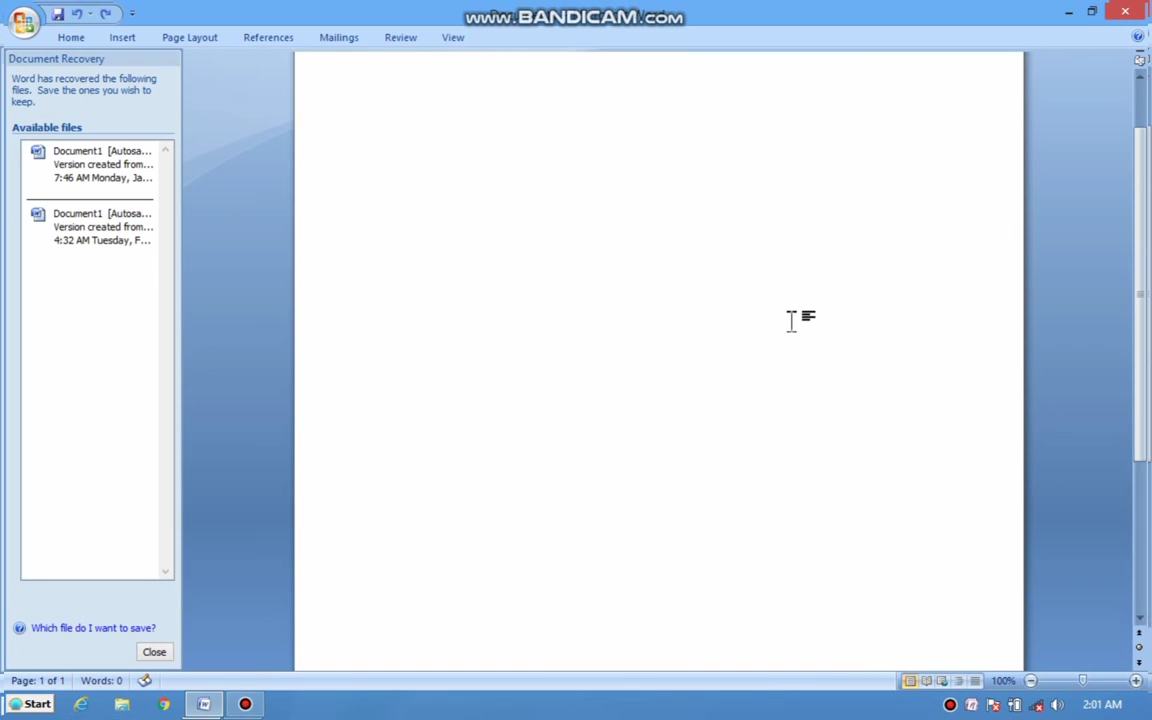 www.BANDICAM.com
Home Insert Page Layout References Mailings Review View
Document Recovery
Word has recovered the following
files. Save the ones you wish to
keep.
Available files
Document1 [Autosa...
Version created from...
7:46 AM Monday, Ja...
Document1 [Autosa...
Version created from...
4:32 AM Tuesday, F...
Which file do I want to save?
Close
Page: 1 of 1 Words: 0 100%
Start 2:01 AM